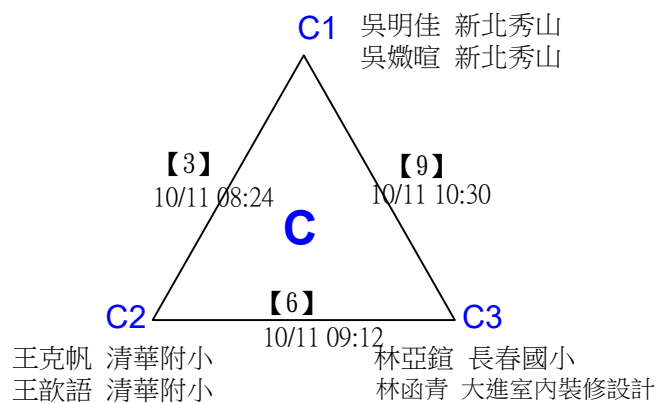 C1
吳明佳 新北秀山
吳媺暄 新北秀山
【3】
10/11 08:24
【9】
10/11 10:30
C
【6】
10/11 09:12
C2
C3
王克帆 清華附小
王歆語 清華附小
林亞鎧 長春國小
林函青 大進室內裝修設計